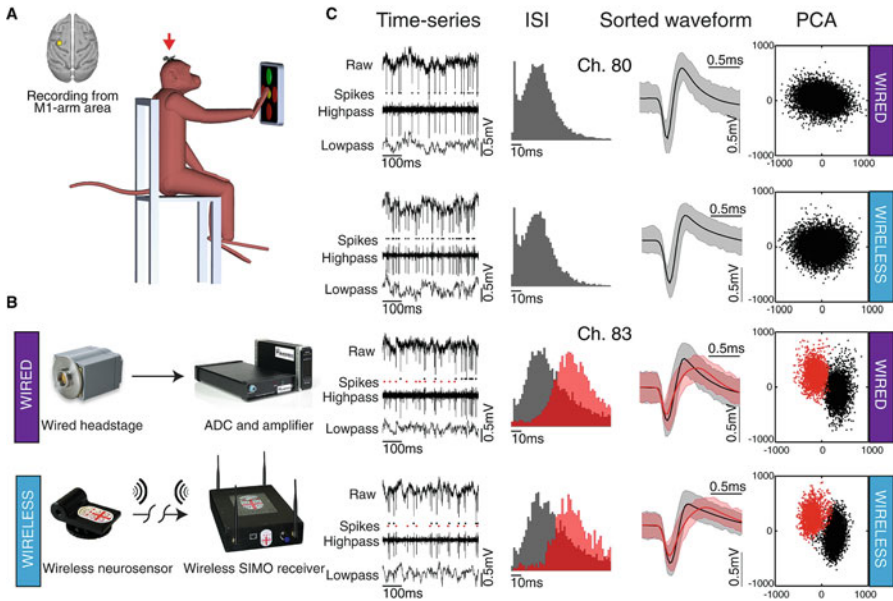 A
Recording from
M1-arm area
B
WIRED
Wired headstage
ADC and amplifier
WIRELESS
Wireless neurosensor
Wireless SIMO receiver
C
Time-series
ISI
Sorted waveform
PCA
Raw
Spikes
Highpass
Lowpass
100ms
0.5mV
10ms
Ch. 80
0.5ms
0.5mV
1000
0
-1000
-1000
0
1000
WIRED
Spikes
Highpass
Lowpass
100ms
0.5mV
10ms
0.5ms
0.5mV
1000
0
-1000
-1000
0
1000
WIRELESS
Raw
Spikes
Highpass
Lowpass
100ms
0.5mV
10ms
Ch. 83
0.5ms
0.5mV
1000
0
-1000
-1000
0
1000
WIRED
Raw
Spikes
Highpass
Lowpass
100ms
0.5mV
10ms
0.5ms
0.5mV
1000
0
-1000
-1000
0
1000
WIRELESS